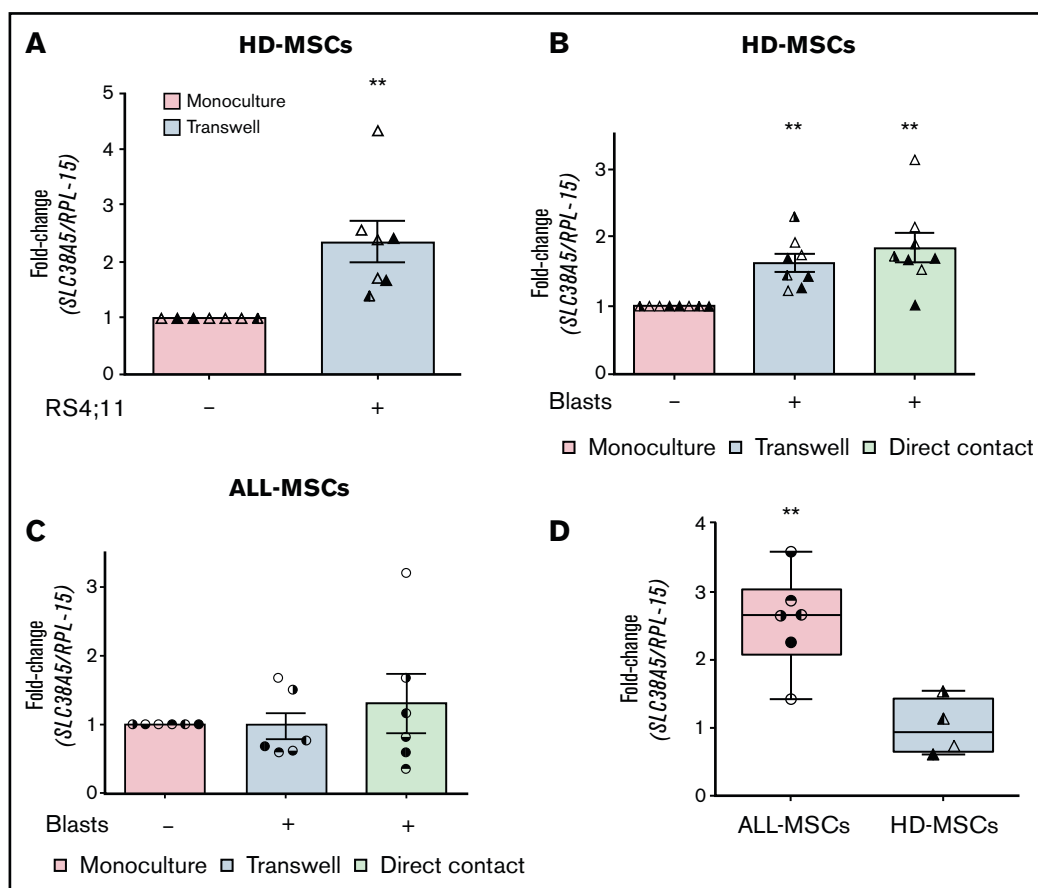 A
HD-MSCs
**
Monoculture
Transwell
Fold-change
(SLC38A5/RPL-15)
5
4
3
2
1
0
RS4;11 – +
B
HD-MSCs
** **
Fold-change
(SLC38A5/RPL-15)
3
2
1
0
Blasts – + +
Monoculture Transwell Direct contact
C
ALL-MSCs
Fold-change
(SLC38A5/RPL-15)
3
2
1
0
Blasts – + +
Monoculture Transwell Direct contact
D
**
Fold-change
(SLC38A5/RPL-15)
4
3
2
1
0
ALL-MSCs HD-MSCs